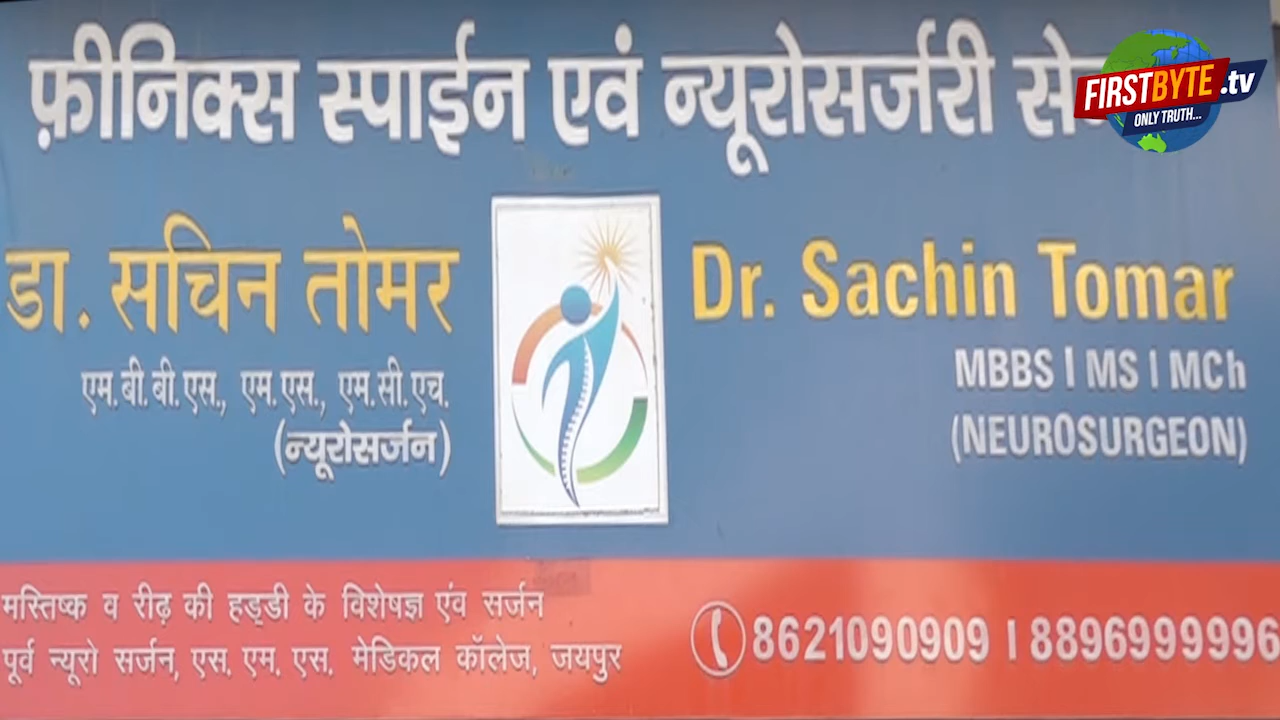 फ़ीनिक्स स्पाईन एवं न्यूरोसर्जरी
FIRSTBYTE.tv
ONLY TRUTH...
डा. सचिन तोमर
एम. बी. बी. एस., एम. एस., एम. सी. एच.
(न्यूरोसर्जन)
Dr. Sachin Tomar
MBBS | MS | MCh
(NEUROSURGEON)
मस्तिष्क व रीढ़ की हड्डी के विशेषज्ञ एंव सर्जन
पूर्व न्यूरो सर्जन, एस. एम. एस. मेडिकल कॉलेज, जयपुर
8621090909 | 8896999996